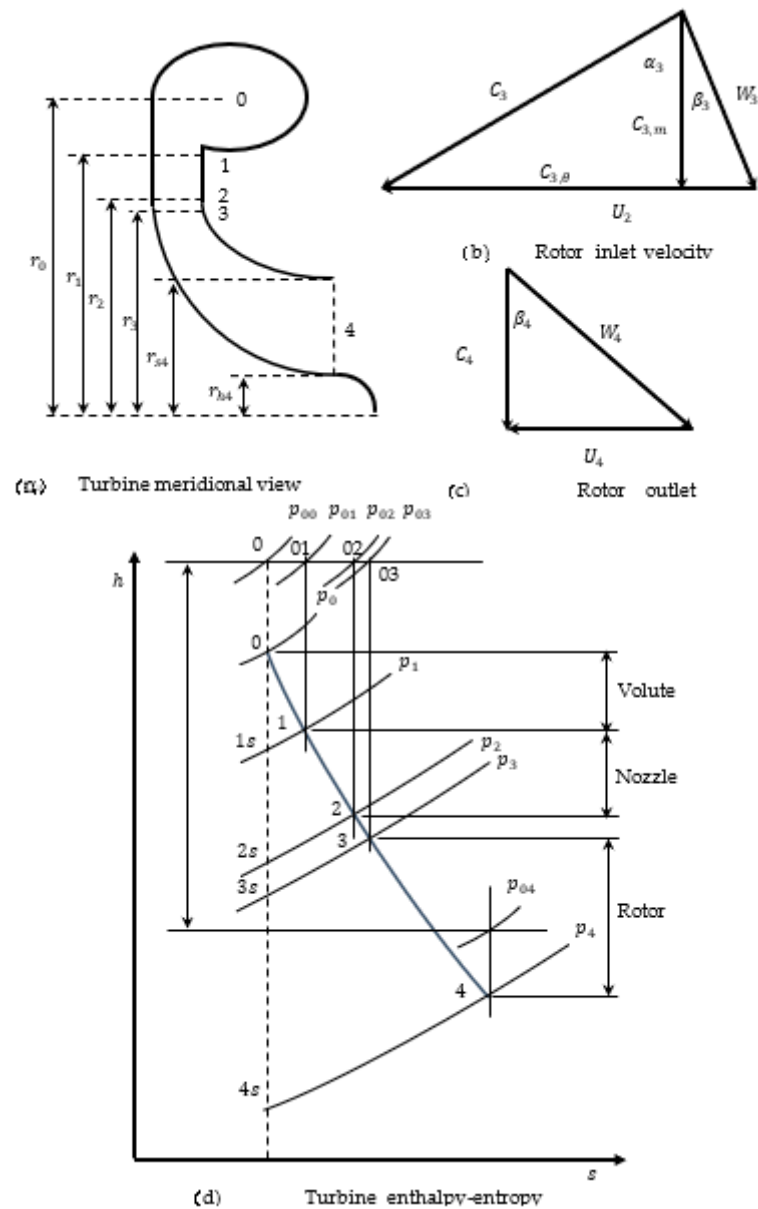 0
1
2
3
4
r₀
r₁
r₂
r₃
rₛ₄
rₕ₄
Turbine meridional view
C₃
α₃
β₃
W₃
C₃,ₘ
C₃,θ
U₂
(b) Rotor inlet velocity
β₄
C₄
W₄
U₄
(c) Rotor outlet
p₀₀ p₀₁ p₀₂ p₀₃
0 01 02 03
h
p₀
0
p₁
1
1s
Volute
p₂
p₃
Nozzle
2
2s
3
3s
p₀₄
Rotor
p₄
4
4s
s
(d) Turbine enthalpy-entropy